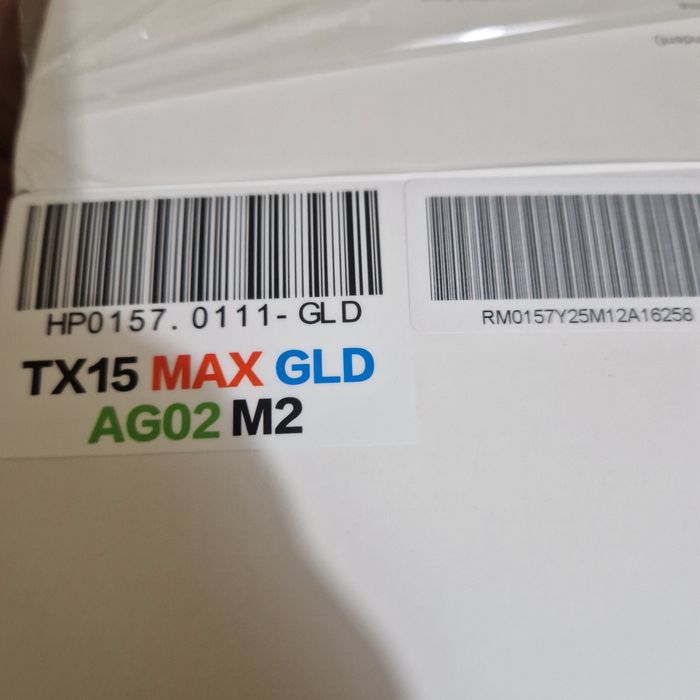 HP0157.0111-GLD
TX15 MAX GLD
AG02 M2
RM0157Y25M12A16258